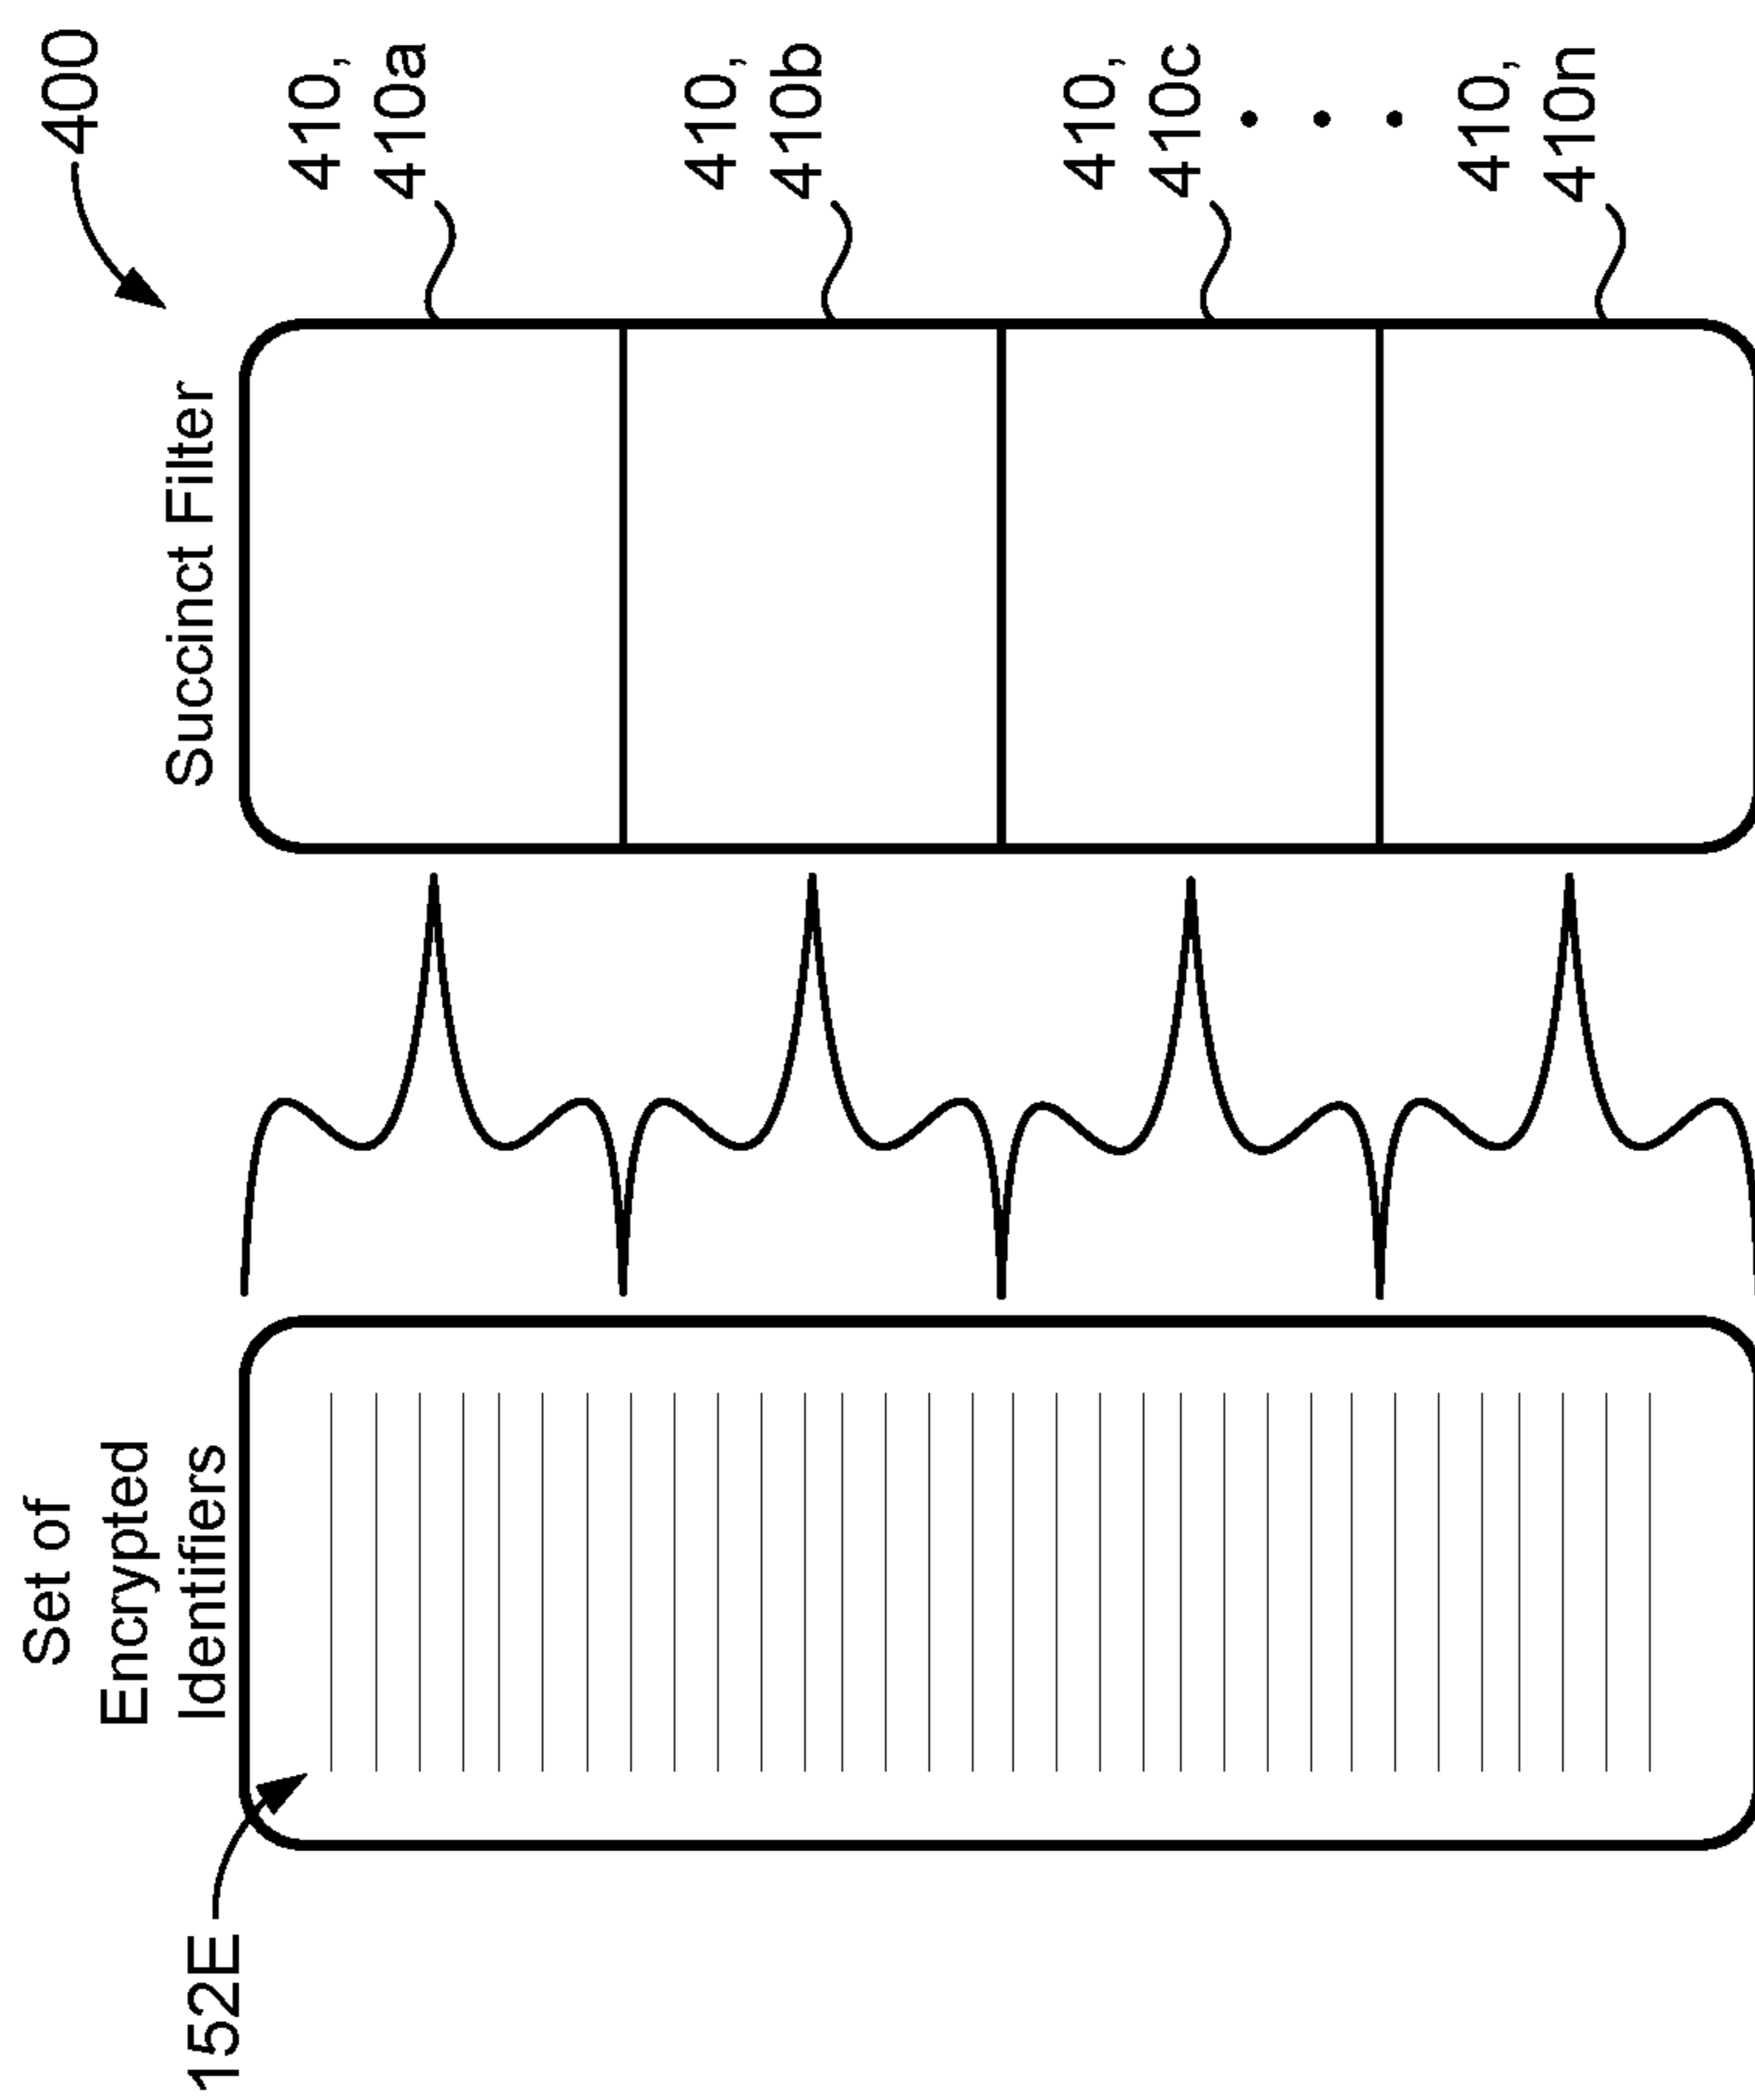 400
Set of
Encrypted
Identifiers
Succinct Filter
152E
410,
410a
410,
410b
410,
410c
410,
410n